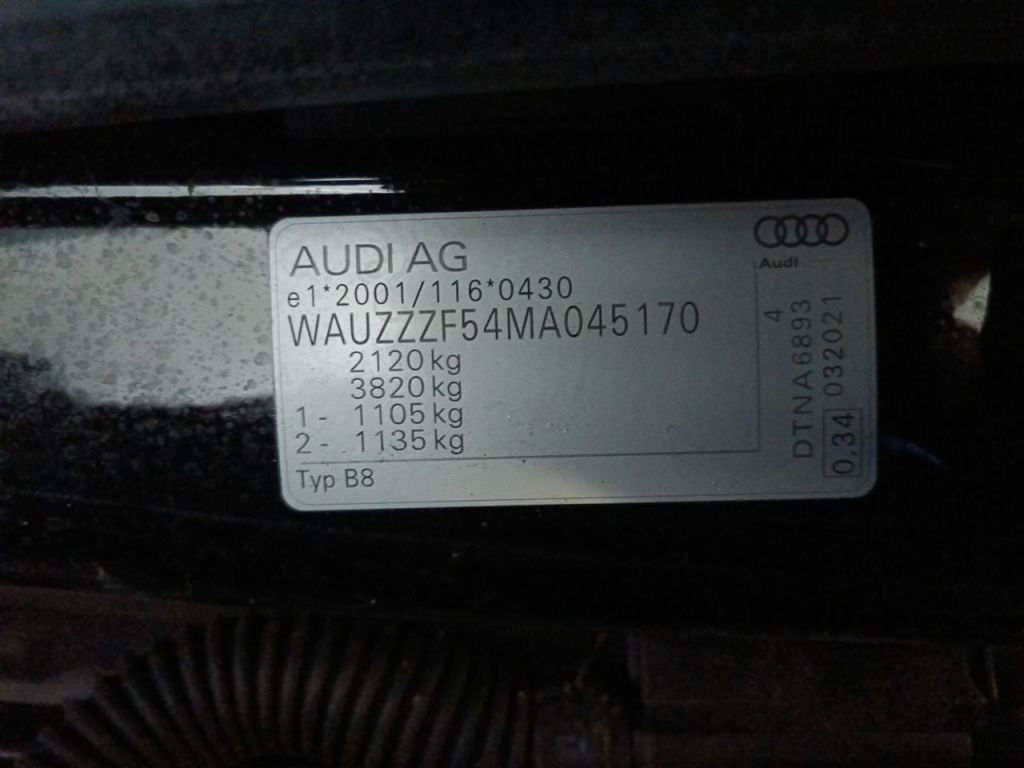 AUDI AG
e1*2001/116*0430
WAUZZZF54MA045170
2120 kg
3820 kg
1 - 1105 kg
2 - 1135 kg
Typ B8
Audi
4
DTNA6893
0,34 032021